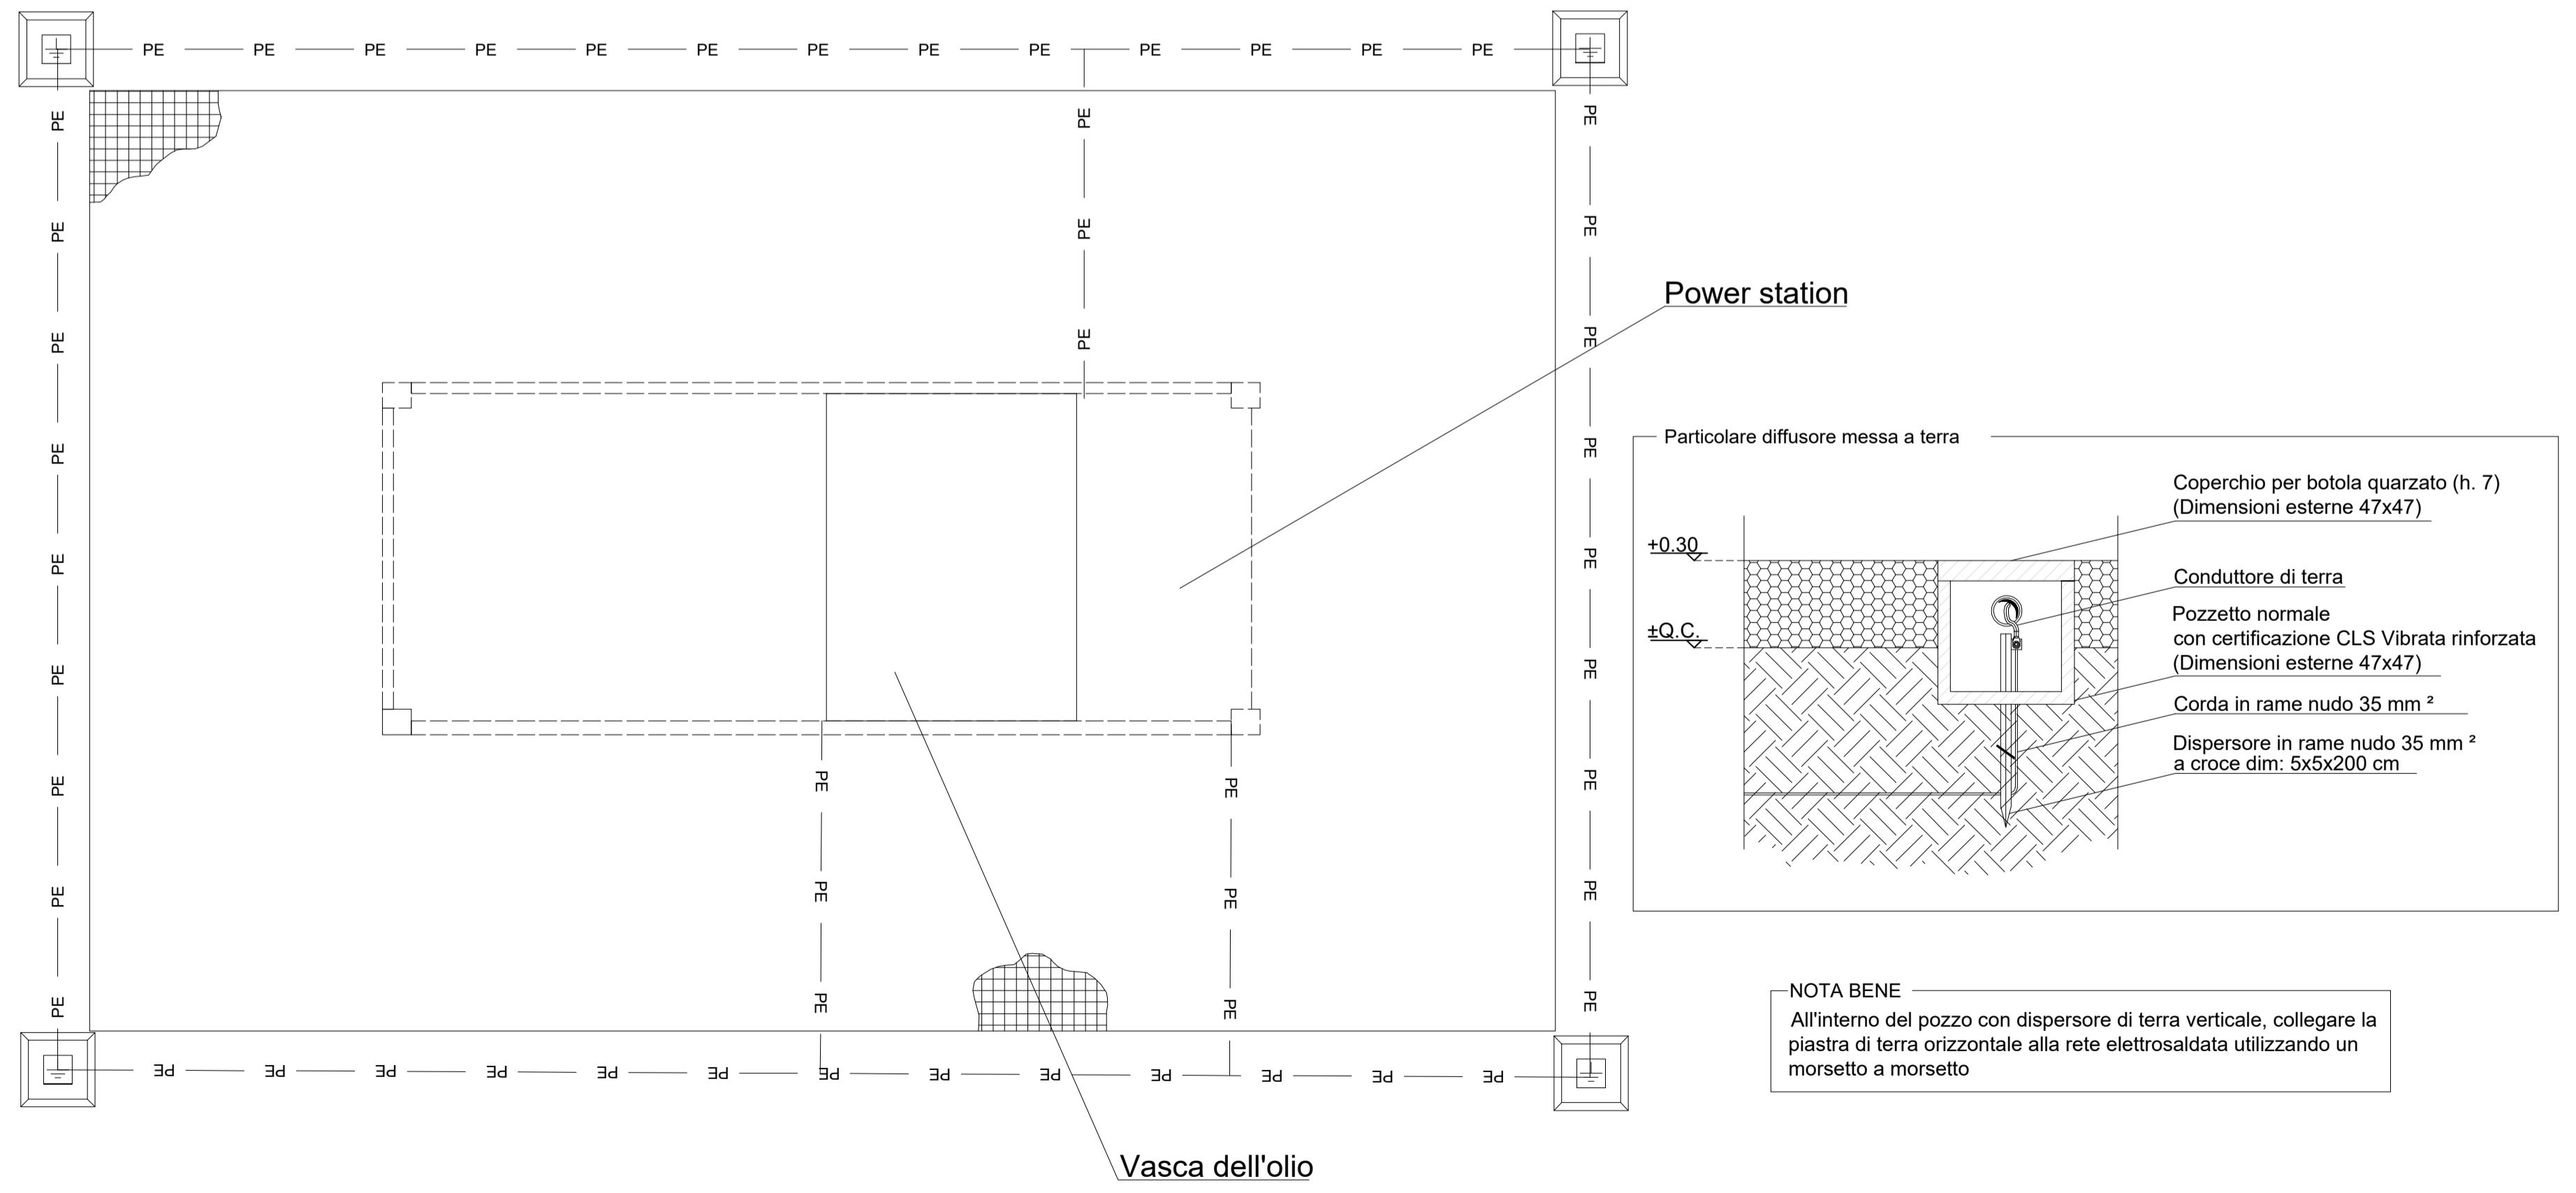 PE PE PE PE PE PE PE PE PE PE PE PE PE
PE PE PE PE PE PE PE PE PE
PE PE PE
PE PE PE PE PE PE PE PE PE
Power station
PE PE PE
PE PE PE
PE PE PE PE PE PE PE PE PE PE PE PE PE
Vasca dell'olio
Particolare diffusore messa a terra
Coperchio per botola quarzato (h. 7)
(Dimensioni esterne 47x47)
+0.30
Conduttore di terra
Pozzetto normale
±Q.C.
con certificazione CLS Vibrata rinforzata
(Dimensioni esterne 47x47)
Corda in rame nudo 35 mm ²
Dispersore in rame nudo 35 mm ²
a croce dim: 5x5x200 cm
NOTA BENE
All'interno del pozzo con dispersore di terra verticale, collegare la
piastra di terra orizzontale alla rete elettrosaldata utilizzando un
morsetto a morsetto